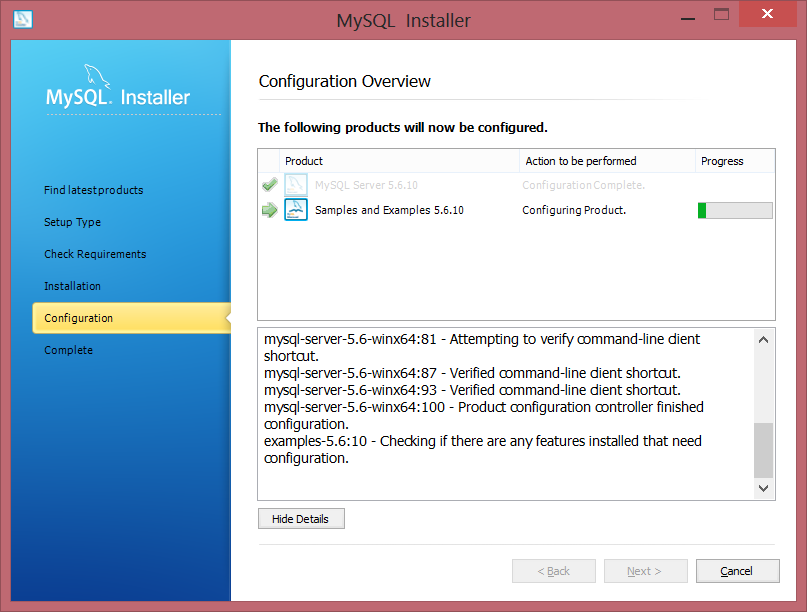 MySQL Installer
MySQL. Installer
Configuration Overview
The following products will now be configured.
Find latest products
Setup Type
Check Requirements
Installation
Configuration
Complete
Product Action to be performed Progress
MySQL Server 5.6.10 Configuration Complete.
Samples and Examples 5.6.10 Configuring Product.
mysql-server-5.6-winx64:81 - Attempting to verify command-line client
shortcut.
mysql-server-5.6-winx64:87 - Verified command-line client shortcut.
mysql-server-5.6-winx64:93 - Verified command-line client shortcut.
mysql-server-5.6-winx64:100 - Product configuration controller finished
configuration.
examples-5.6:10 - Checking if there are any features installed that need
configuration.
Hide Details
< Back Next > Cancel